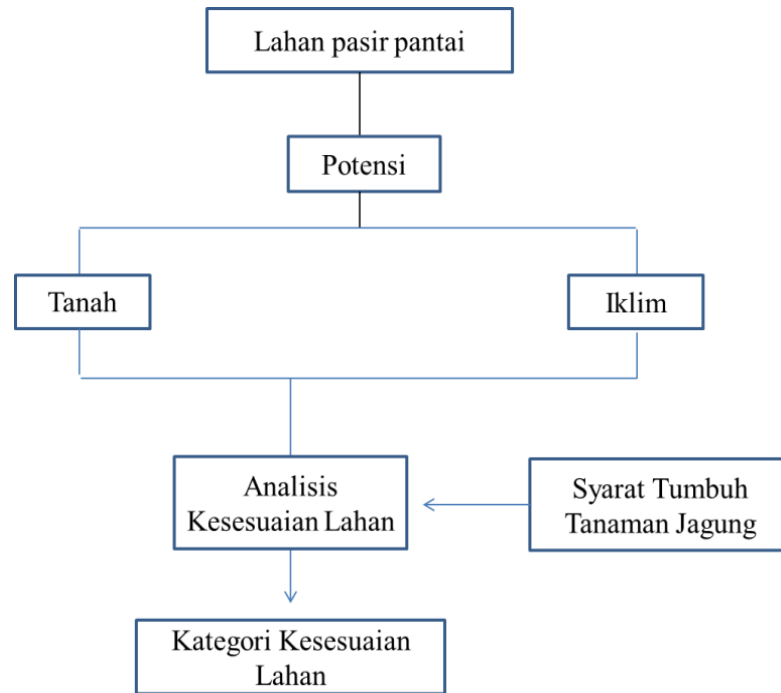 Lahan pasir pantai
Potensi
Tanah
Iklim
Analisis
Kesesuaian Lahan
Syarat Tumbuh
Tanaman Jagung
Kategori Kesesuaian
Lahan